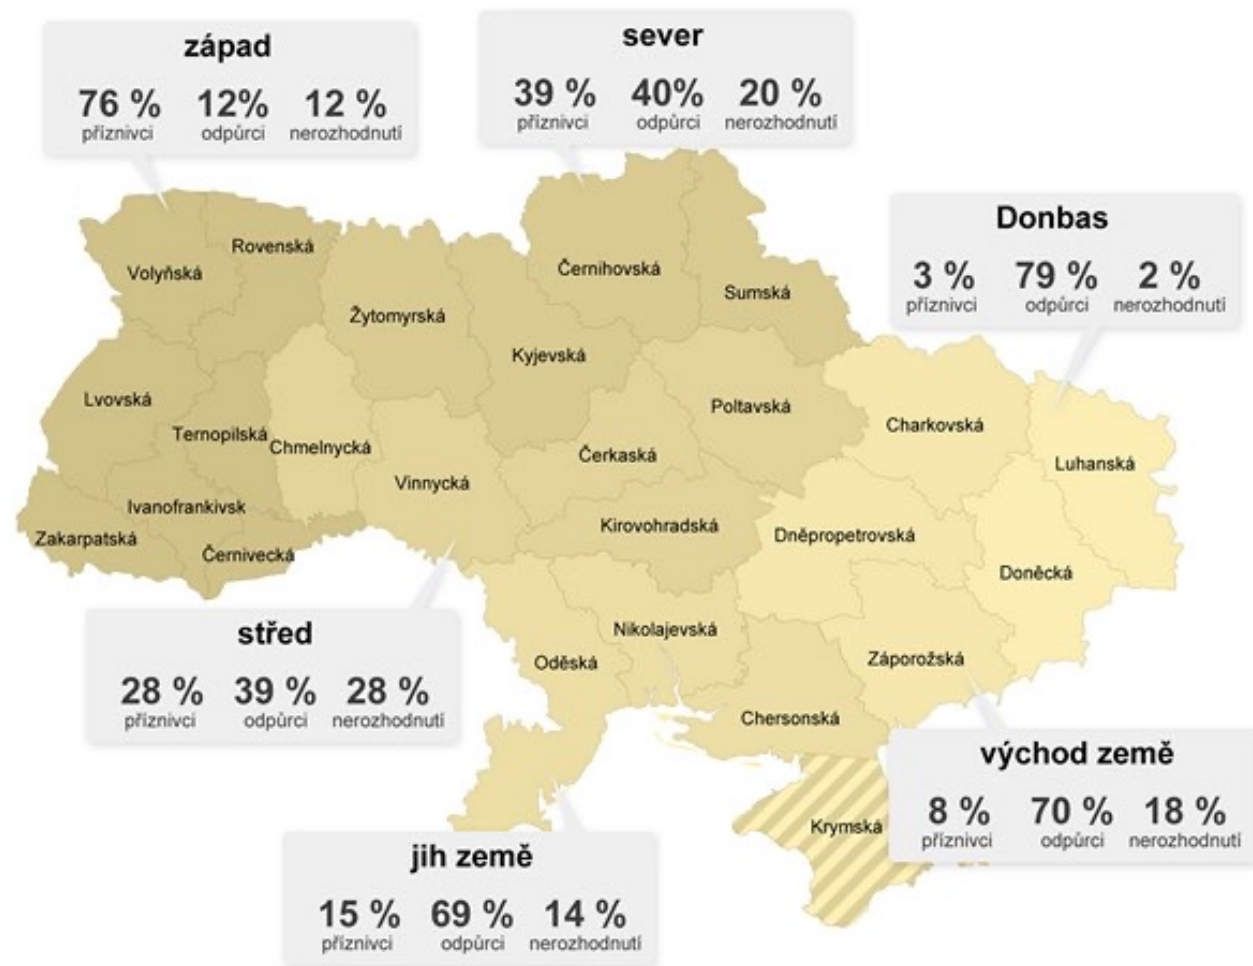 západ
76 % 12% 12 %
příznivci odpůrci nerozhodnutí
sever
39 % 40% 20 %
příznivci odpůrci nerozhodnutí
Donbas
3 % 79 % 2 %
příznivci odpůrci nerozhodnutí
Rovenská
Volyňská
Černihovská
Sumská
Žytomyrská
Kyjevská
Lvovská
Ternopilská
Chmelnycká
Poltavská
Charkovská
Čerkaská
Luhanská
Vinnycká
Ivanofrankivsk
Kirovohradská
Dněpropetrovská
Zakarpatská
Černivecká
Doněcká
střed
28 % 39 % 28 %
příznivci odpůrci nerozhodnutí
Nikolajevská
Oděská
Záporožská
Chersonská
východ země
8 % 70 % 18 %
příznivci odpůrci nerozhodnutí
Krymská
jih země
15 % 69 % 14 %
příznivci odpůrci nerozhodnutí